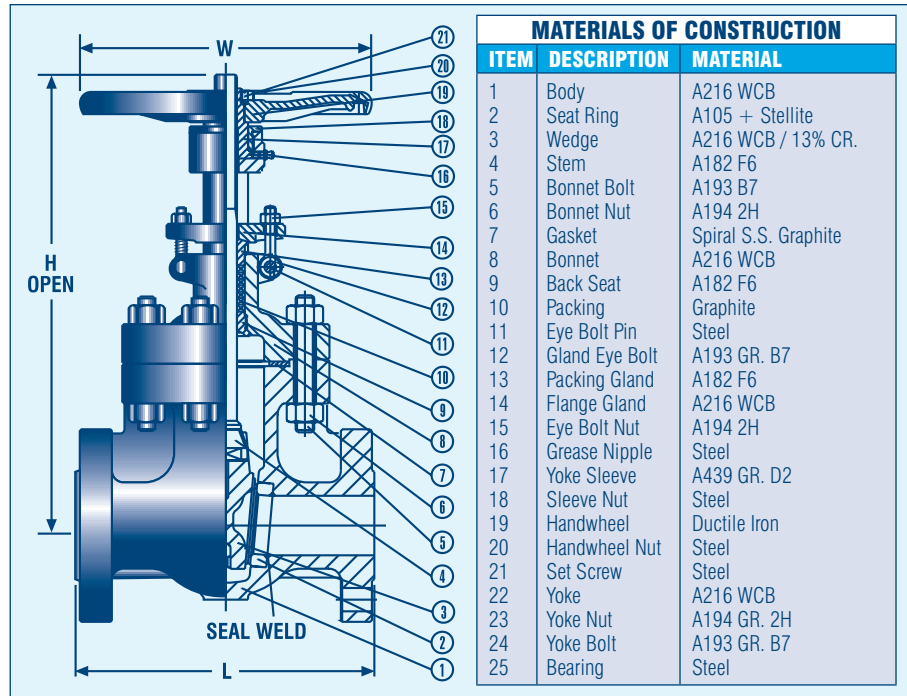 W
H
OPEN
SEAL WELD
L
21
20
19
18
17
16
15
14
13
12
11
10
9
8
7
6
5
4
3
2
1
MATERIALS OF CONSTRUCTION
ITEM DESCRIPTION MATERIAL
1 Body A216 WCB
2 Seat Ring A105 + Stellite
3 Wedge A216 WCB / 13% CR.
4 Stem A182 F6
5 Bonnet Bolt A193 B7
6 Bonnet Nut A194 2H
7 Gasket Spiral S.S. Graphite
8 Bonnet A216 WCB
9 Back Seat A182 F6
10 Packing Graphite
11 Eye Bolt Pin Steel
12 Gland Eye Bolt A193 GR. B7
13 Packing Gland A182 F6
14 Flange Gland A216 WCB
15 Eye Bolt Nut A194 2H
16 Grease Nipple Steel
17 Yoke Sleeve A439 GR. D2
18 Sleeve Nut Steel
19 Handwheel Ductile Iron
20 Handwheel Nut Steel
21 Set Screw Steel
22 Yoke A216 WCB
23 Yoke Nut A194 GR. 2H
24 Yoke Bolt A193 GR. B7
25 Bearing Steel